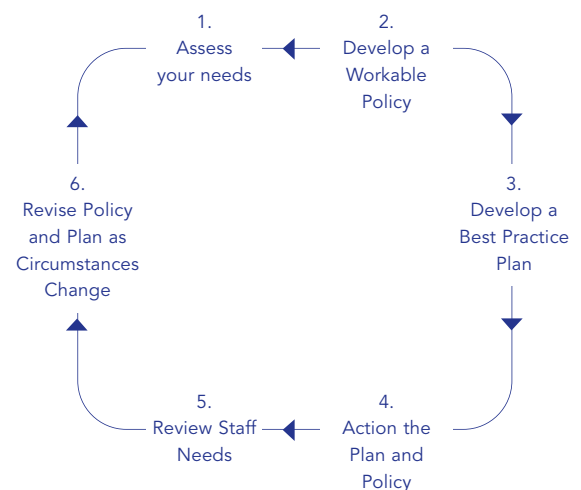 1.
Assess
your needs
2.
Develop a
Workable
Policy
3.
Develop a
Best Practice
Plan
4.
Action the
Plan and
Policy
5.
Review Staff
Needs
6.
Revise Policy
and Plan as
Circumstances
Change